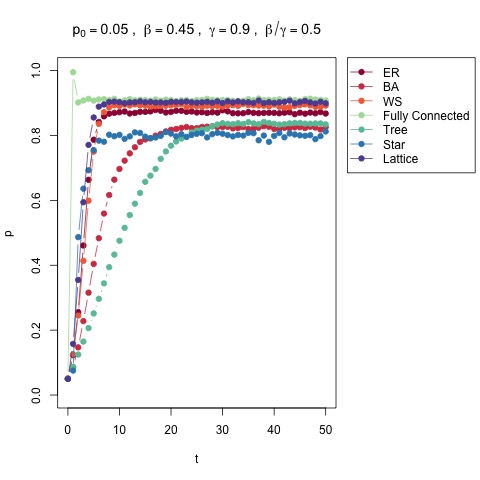 p₀ = 0.05 , β = 0.45 , γ = 0.9 , β/γ = 0.5
ER
BA
WS
Fully Connected
Tree
Star
Lattice
1.0
0.8
0.6
0.4
0.2
0.0
p
0 10 20 30 40 50
t